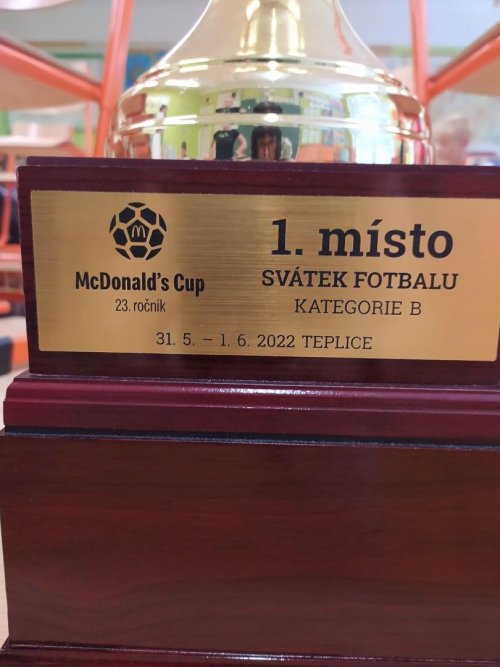 McDonald's Cup
23. ročník
1. místo
SVÁTEK FOTBALU
KATEGORIE B
31. 5. – 1. 6. 2022 TEPLICE